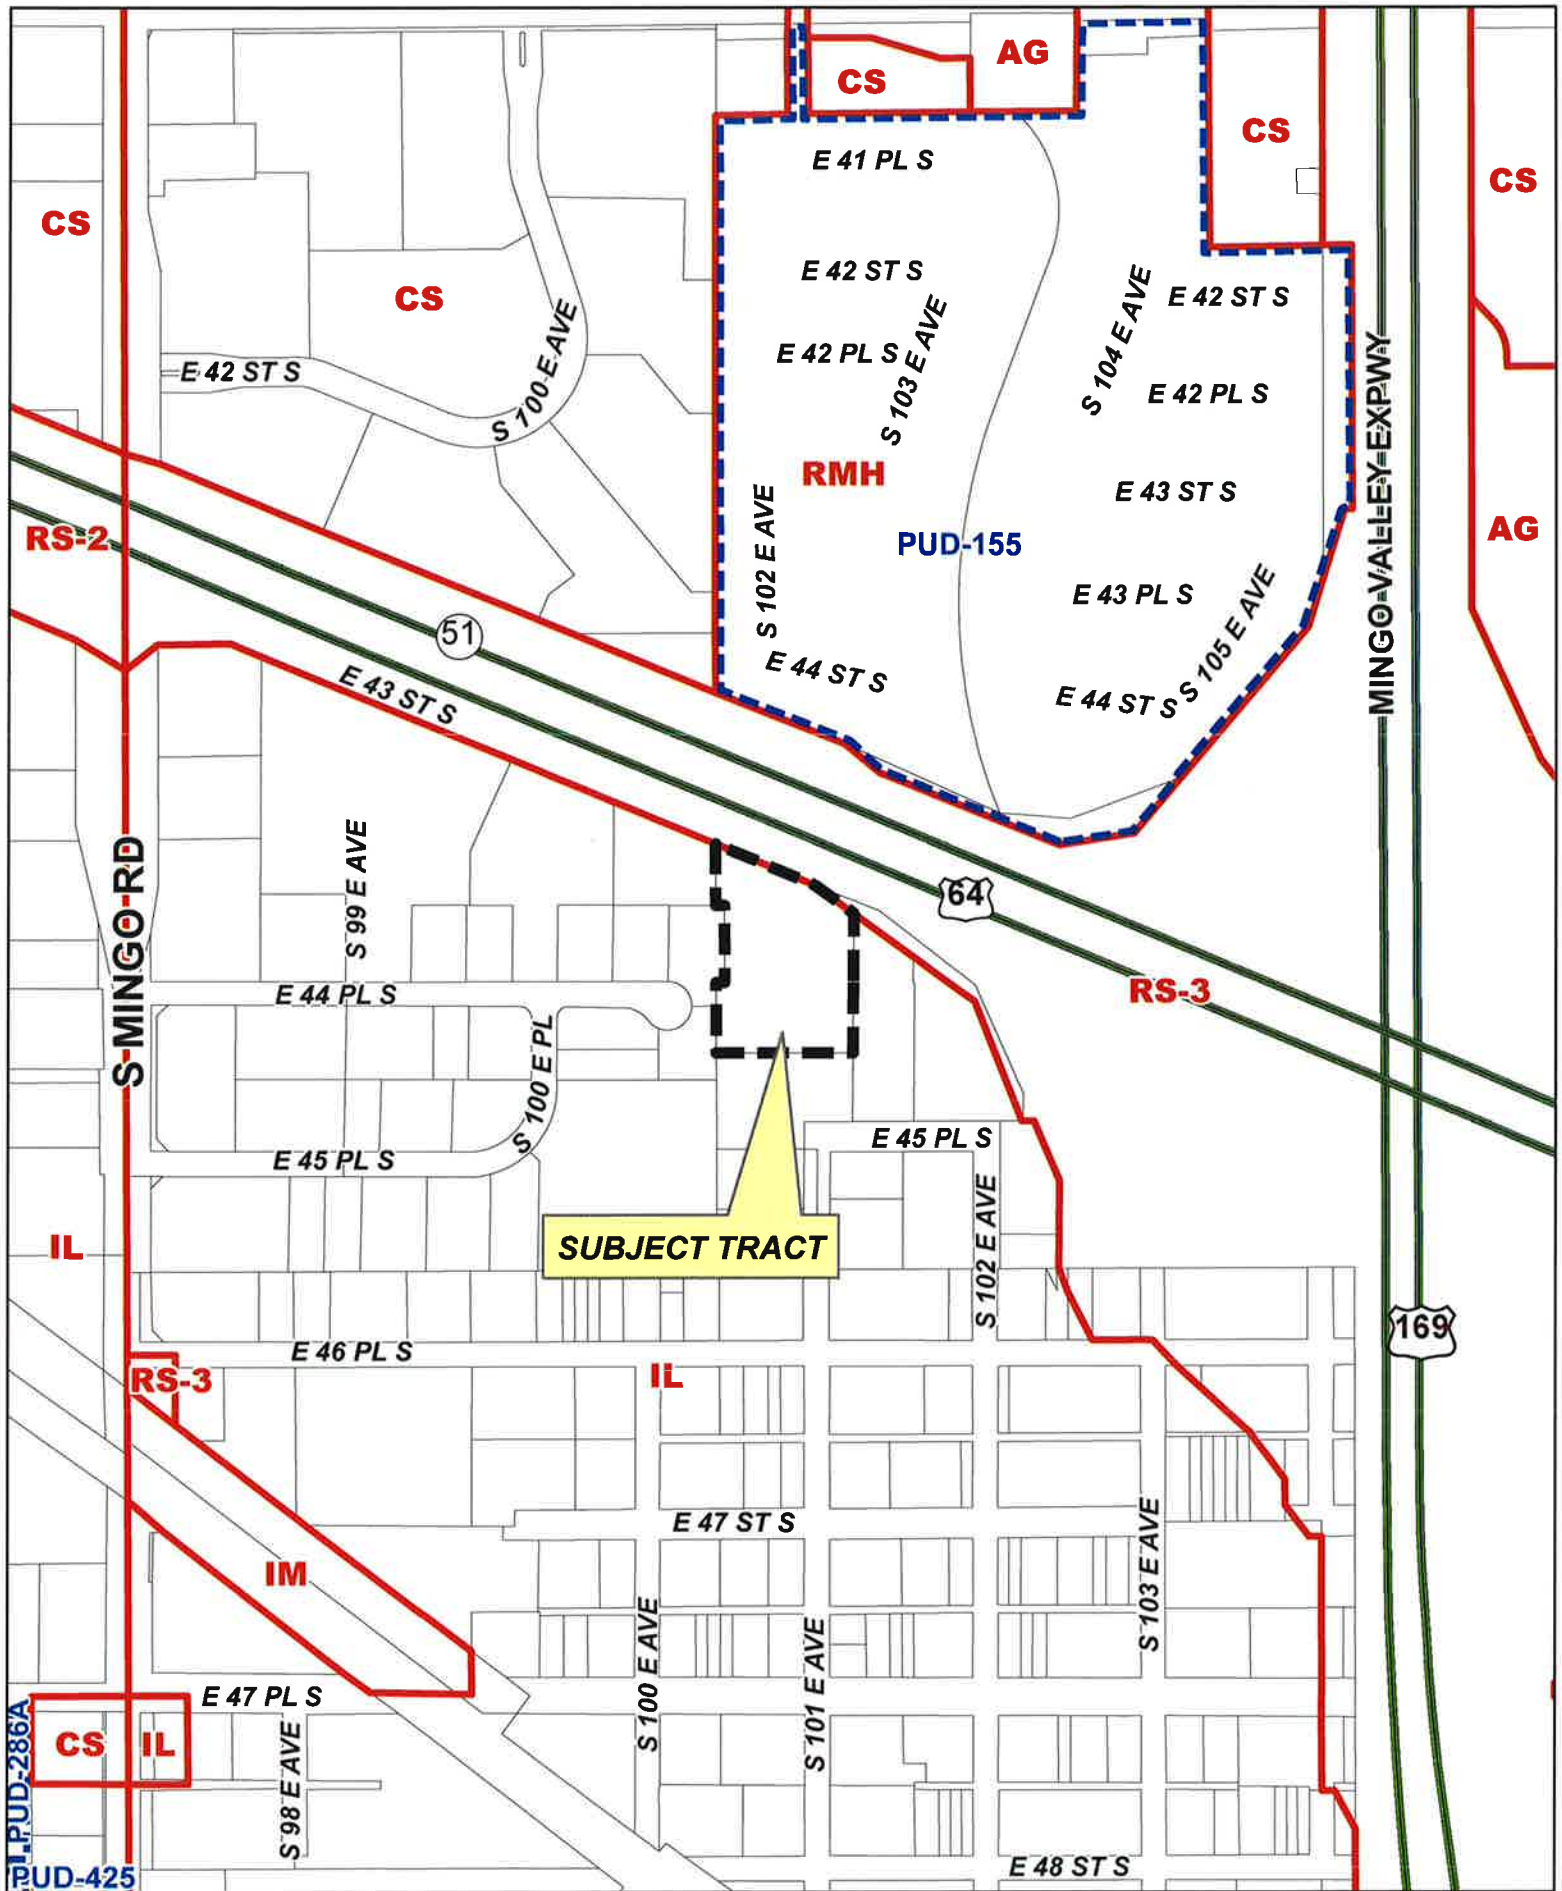 AG
CS
CS
CS
E 41 PL S
CS
E 42 ST S
CS
E 42 ST S
E 42 PL S
E 42 ST S
S 100 E AVE
S 103 E AVE
S 104 E AVE
E 42 PL S
MINGO VALLEY EXPWY
RMH
E 43 ST S
AG
RS-2
S 102 E AVE
PUD-155
E 43 PL S
51
E 44 ST S
S 105 E AVE
E 44 ST S
E 43 ST S
S 99 E AVE
S MINGO RD
64
RS-3
E 44 PL S
S 100 E PL
E 45 PL S
E 45 PL S
S 102 E AVE
IL
SUBJECT TRACT
169
E 46 PL S
RS-3
IL
E 47 ST S
IM
S 103 E AVE
S 100 E AVE
S 101 E AVE
E 47 PL S
PUD-286A
CS
IL
S 98 E AVE
E 48 ST S
PUD-425